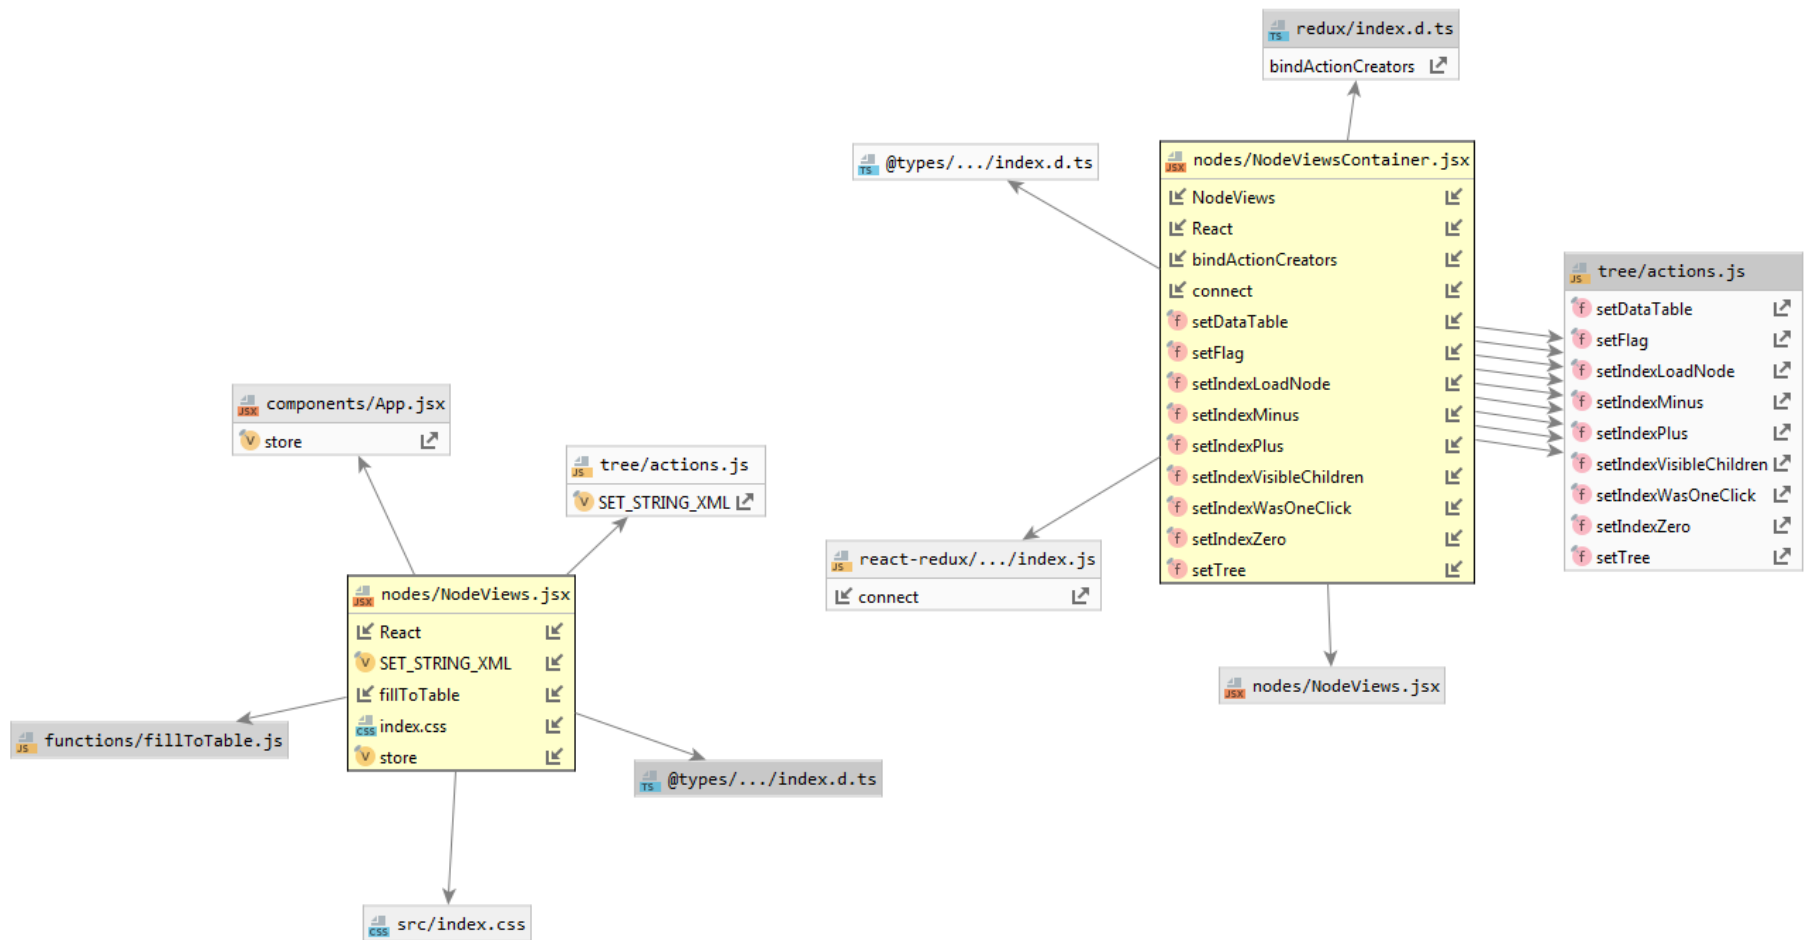 redux/index.d.ts
bindActionCreators
@types/.../index.d.ts
nodes/NodeViewsContainer.jsx
NodeViews
React
bindActionCreators
connect
setDataTable
setFlag
setIndexLoadNode
setIndexMinus
setIndexPlus
setIndexVisibleChildren
setIndexWasOneClick
setIndexZero
setTree
tree/actions.js
setDataTable
setFlag
setIndexLoadNode
setIndexMinus
setIndexPlus
setIndexVisibleChildren
setIndexWasOneClick
setIndexZero
setTree
react-redux/.../index.js
connect
nodes/NodeViews.jsx
components/App.jsx
store
tree/actions.js
SET_STRING_XML
nodes/NodeViews.jsx
React
SET_STRING_XML
fillToTable
index.css
store
functions/fillToTable.js
@types/.../index.d.ts
src/index.css